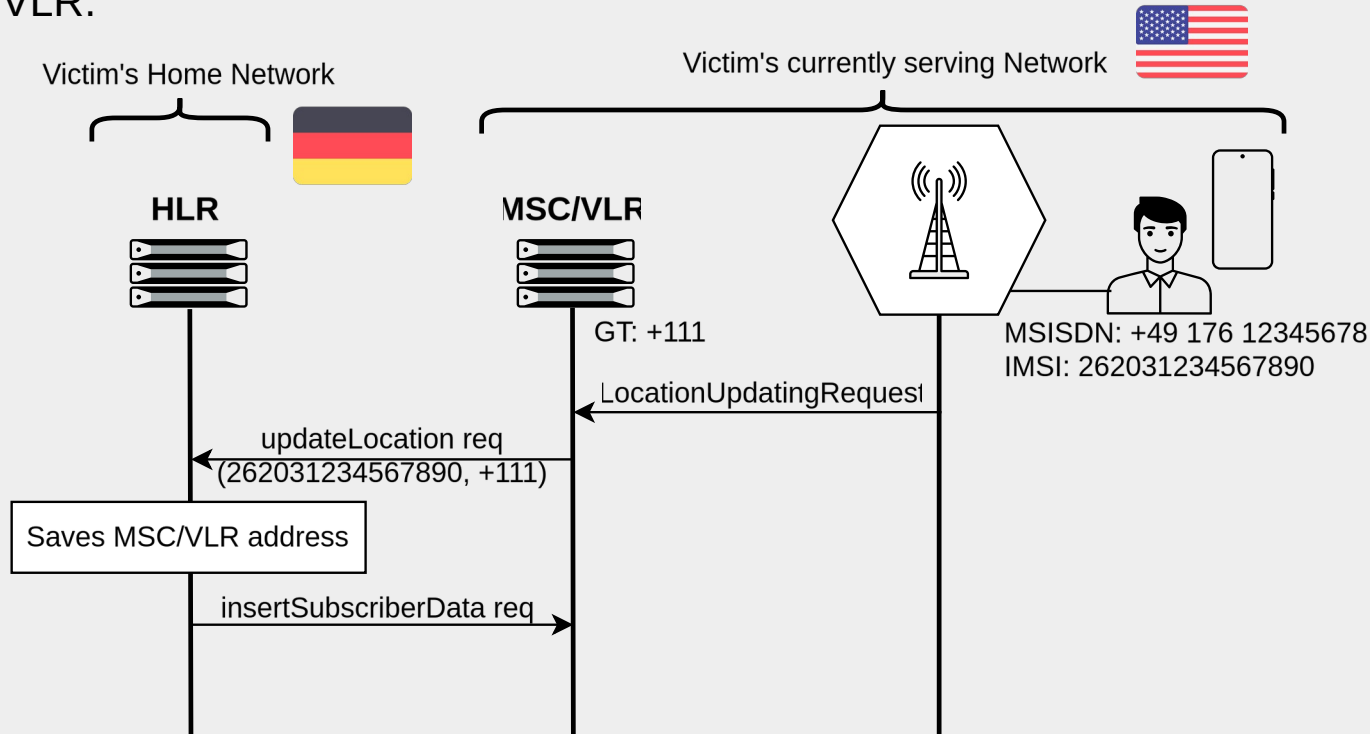 VLR.
Victim's Home Network
Victim's currently serving Network
HLR
MSC/VLR
GT: +111
MSISDN: +49 176 12345678
IMSI: 262031234567890
LocationUpdatingRequest
updateLocation req
(262031234567890, +111)
Saves MSC/VLR address
insertSubscriberData req